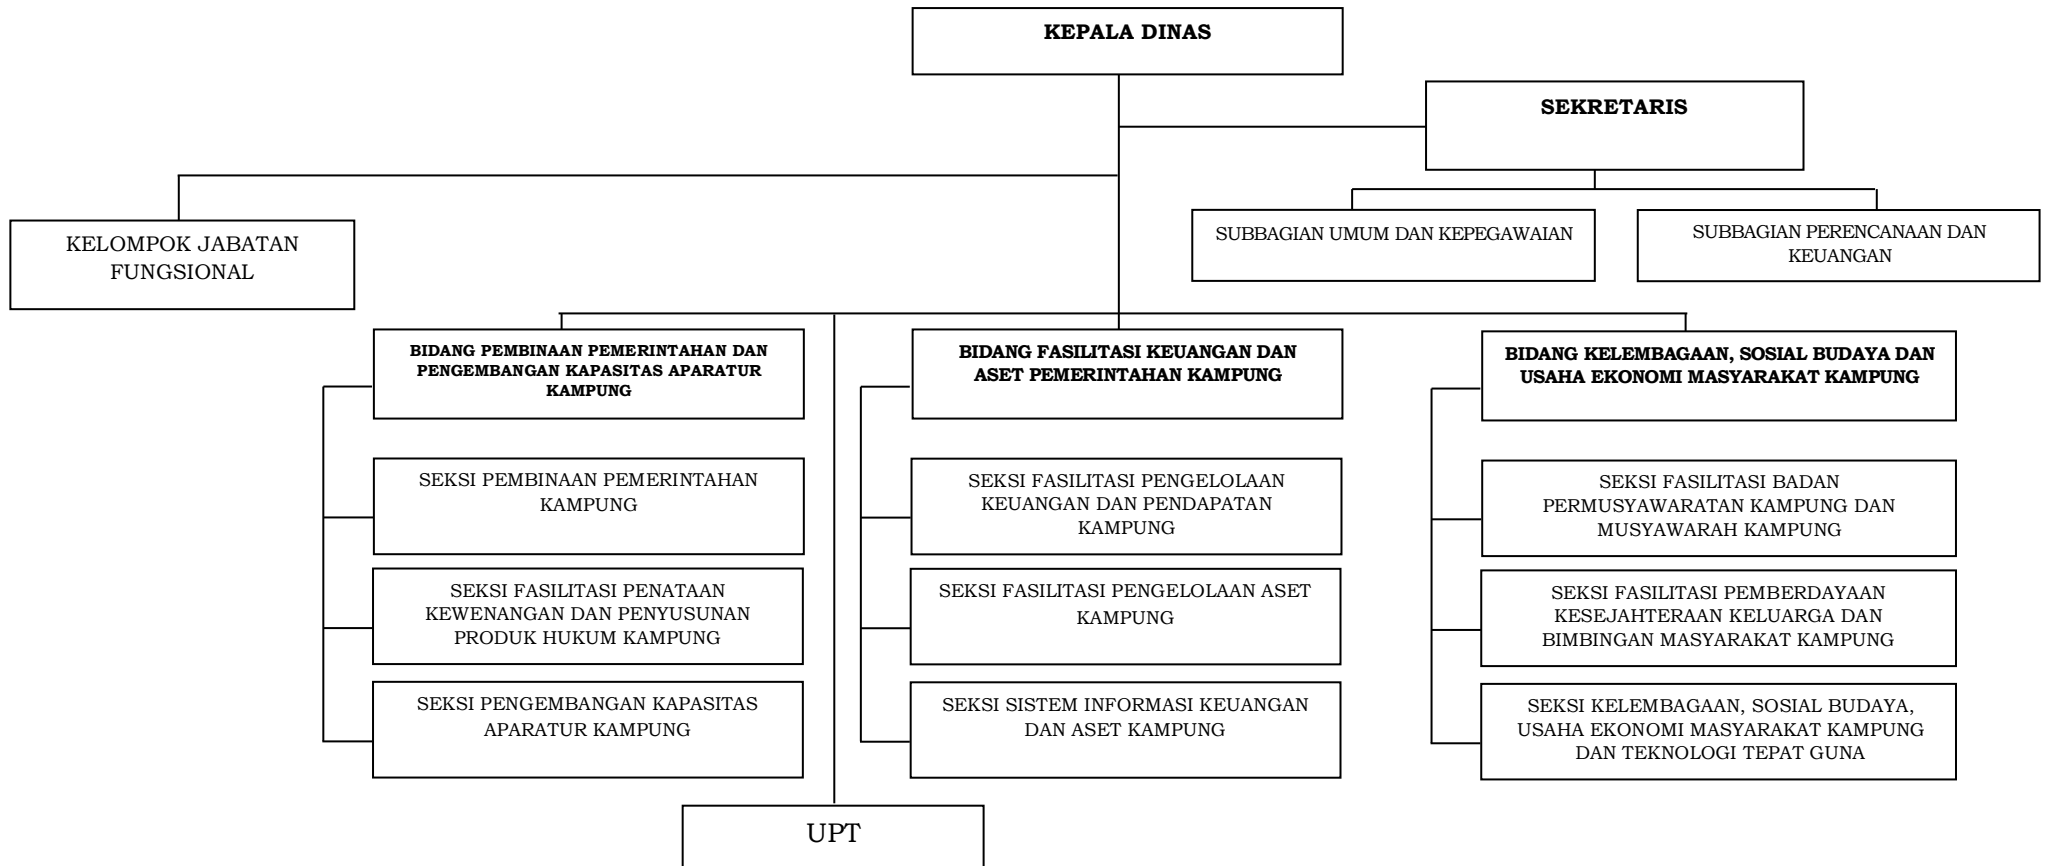 KEPALA DINAS
SEKRETARIS
KELOMPOK JABATAN
FUNGSIONAL
SUBBAGIAN UMUM DAN KEPEGAWAIAN
SUBBAGIAN PERENCANAAN DAN
KEUANGAN
BIDANG PEMBINAAN PEMERINTAHAN DAN
PENGEMBANGAN KAPASITAS APARATUR
KAMPUNG
SEKSI PEMBINAAN PEMERINTAHAN
KAMPUNG
SEKSI FASILITASI PENATAAN
KEWENANGAN DAN PENYUSUNAN
PRODUK HUKUM KAMPUNG
SEKSI PENGEMBANGAN KAPASITAS
APARATUR KAMPUNG
BIDANG FASILITASI KEUANGAN DAN
ASET PEMERINTAHAN KAMPUNG
SEKSI FASILITASI PENGELOLAAN
KEUANGAN DAN PENDAPATAN
KAMPUNG
SEKSI FASILITASI PENGELOLAAN ASET
KAMPUNG
SEKSI SISTEM INFORMASI KEUANGAN
DAN ASET KAMPUNG
BIDANG KELEMBAGAAN, SOSIAL BUDAYA DAN
USAHA EKONOMI MASYARAKAT KAMPUNG
SEKSI FASILITASI BADAN
PERMUSYAWARATAN KAMPUNG DAN
MUSYAWARAH KAMPUNG
SEKSI FASILITASI PEMBERDAYAAN
KESEJAHTERAAN KELUARGA DAN
BIMBINGAN MASYARAKAT KAMPUNG
SEKSI KELEMBAGAAN, SOSIAL BUDAYA,
USAHA EKONOMI MASYARAKAT KAMPUNG
DAN TEKNOLOGI TEPAT GUNA
UPT